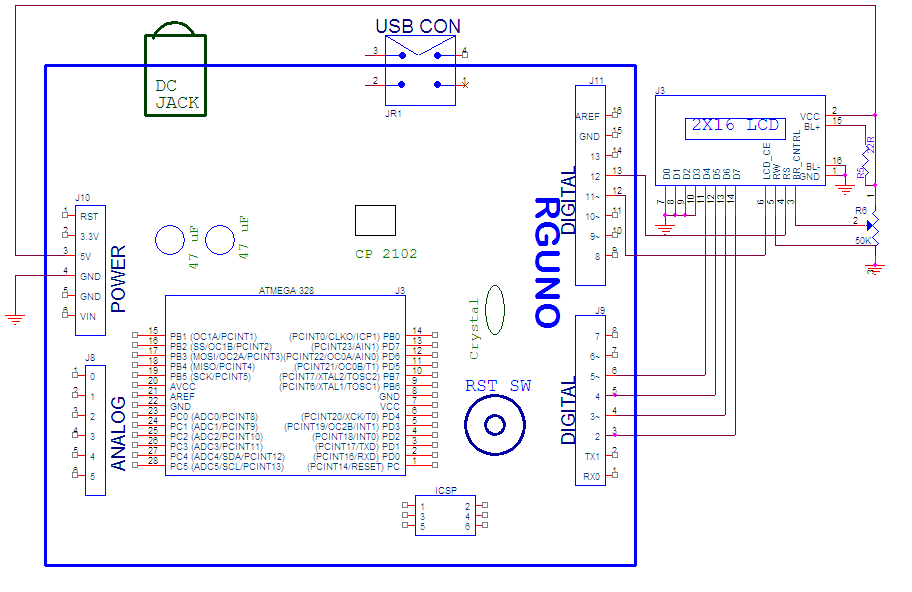 USB CON
3
4
2
1
JR1
DC
JACK
J10
1
RST
2
3.3V
3
5V
4
GND
5
GND
6
VIN
POWER
47 uF
47 uF
CP 2102
J8
1
0
2
1
3
2
4
3
5
4
6
5
ANALOG
ATMEGA 328
J3
15 PB1 (OC1A/PCINT1) (PCINT0/CLKO/ICP1) PB0 14
16 PB2 (SS/OC1B/PCINT2) (PCINT23/AIN1) PD7 13
17 PB3 (MOSI/OC2A/PCINT3)(PCINT22/OC0A/AIN0) PD6 12
18 PB4 (MISO/PCINT4) (PCINT21/OC0B/T1) PD5 11
19 PB5 (SCK/PCINT5) (PCINT7/XTAL2/TOSC2) PB7 10
20 AVCC (PCINT6/XTAL1/TOSC1) PB6 9
21 AREF GND 8
22 GND VCC 7
23 PC0 (ADC0/PCINT8) (PCINT20/XCK/T0) PD4 6
24 PC1 (ADC1/PCINT9) (PCINT19/OC2B/INT1) PD3 5
25 PC2 (ADC2/PCINT10) (PCINT18/INT0) PD2 4
26 PC3 (ADC3/PCINT11) (PCINT17/TXD) PD1 3
27 PC4 (ADC4/SDA/PCINT12) (PCINT16/RXD) PD0 2
28 PC5 (ADC5/SCL/PCINT13) (PCINT14/RESET) PC 1
Crystal
RST SW
ICSP
1 2
3 4
5 6
RGUNO
J11
AREF 16
GND 15
13 14
12 13
11~ 12
10~ 11
9~ 10
8 9
DIGITAL
J9
7 8
6~ 7
5~ 6
4 5
3~ 4
2 3
TX1 2
RX0 1
DIGITAL
J3
2X16 LCD
VCC 2
BL+ 15
BL- 16
GND 1
D0
D1
D2
D3
D4
D5
D6
D7
LCD_CE
RW
RS
BR_CNTRL
7
8
9
10
11
12
13
14
6
5
4
3
R5
22R
R6
50K
1
2
3